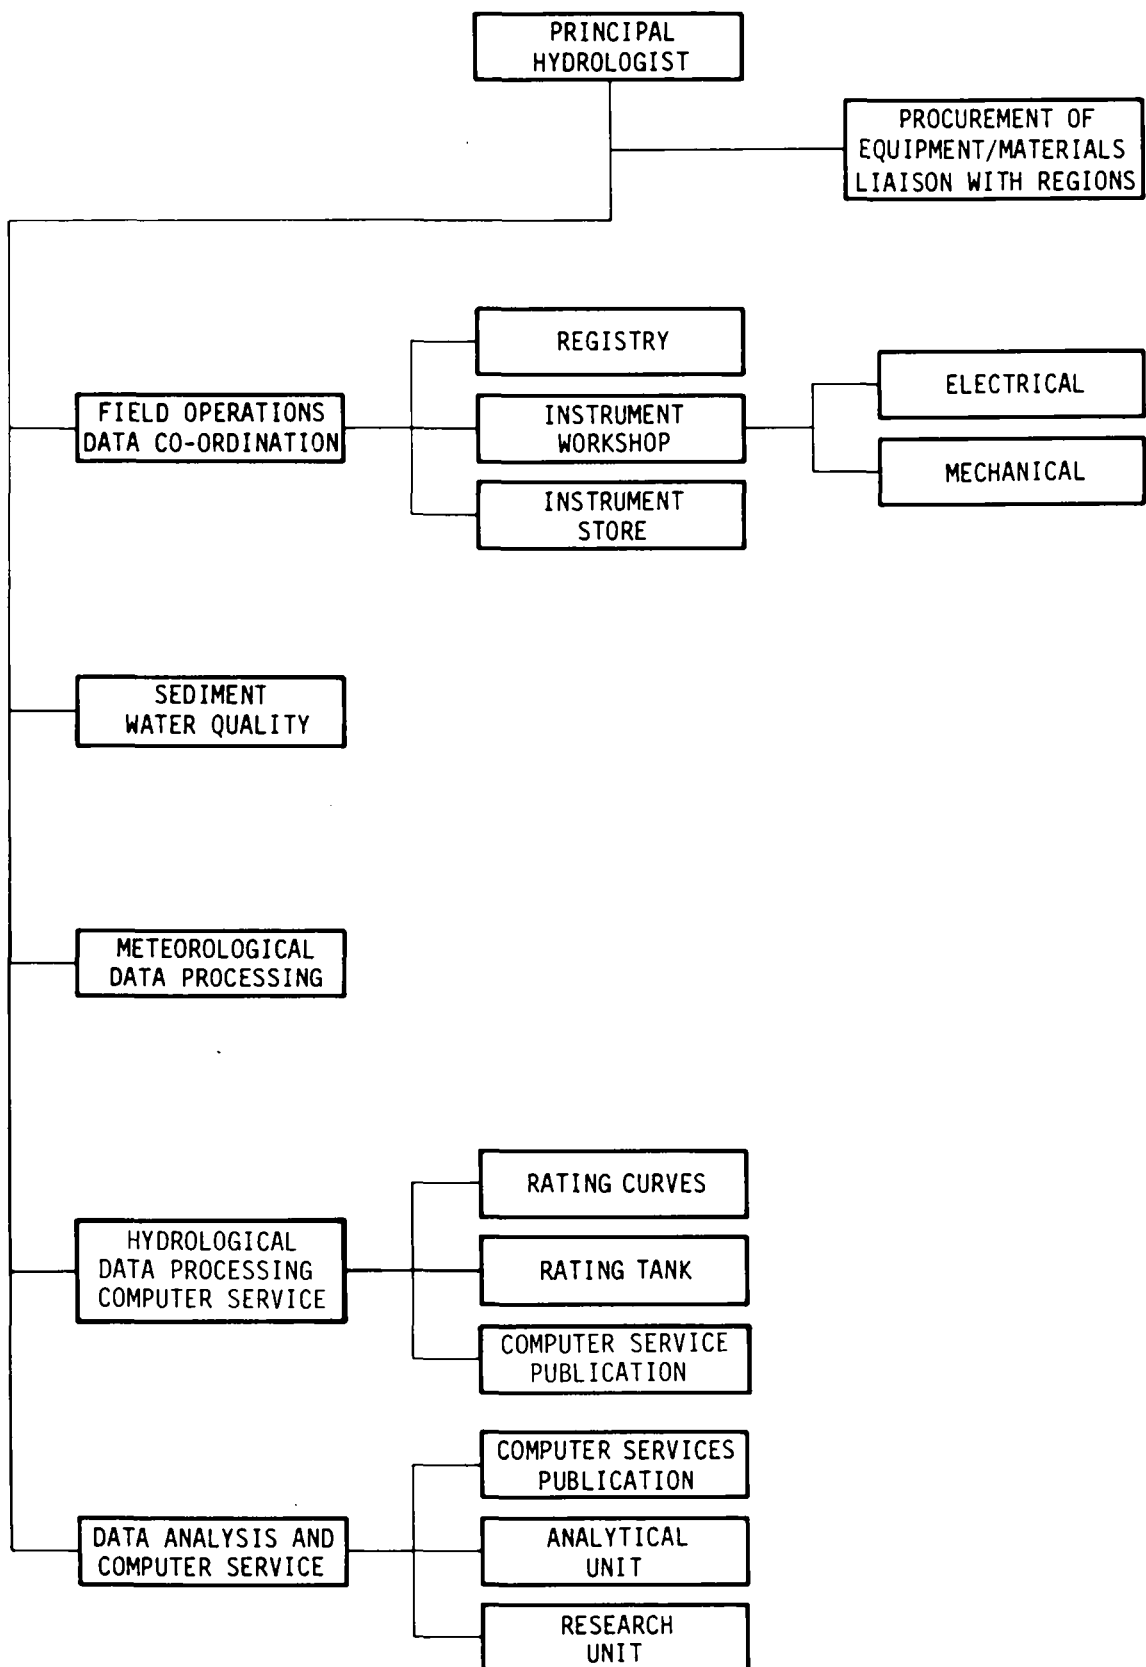 PRINCIPAL
HYDROLOGIST
PROCUREMENT OF
EQUIPMENT/MATERIALS
LIAISON WITH REGIONS
REGISTRY
FIELD OPERATIONS
DATA CO-ORDINATION
INSTRUMENT
WORKSHOP
ELECTRICAL
MECHANICAL
INSTRUMENT
STORE
SEDIMENT
WATER QUALITY
METEOROLOGICAL
DATA PROCESSING
RATING CURVES
HYDROLOGICAL
DATA PROCESSING
COMPUTER SERVICE
RATING TANK
COMPUTER SERVICE
PUBLICATION
COMPUTER SERVICES
PUBLICATION
DATA ANALYSIS AND
COMPUTER SERVICE
ANALYTICAL
UNIT
RESEARCH
UNIT